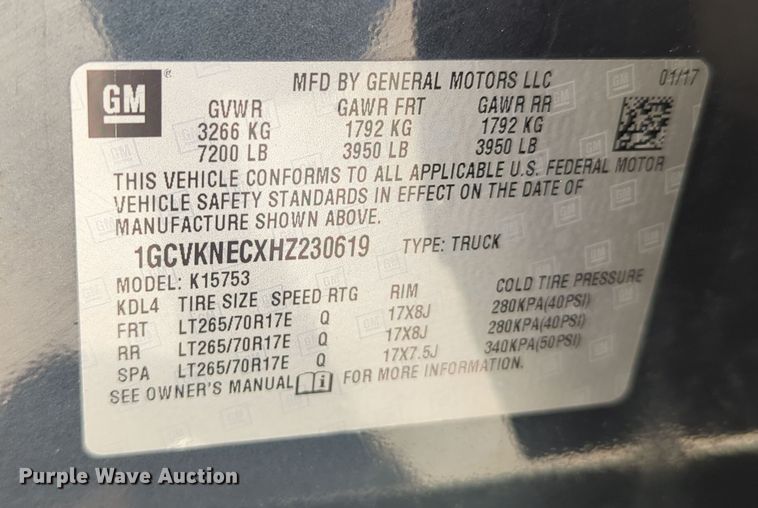 GM ® MFD BY GENERAL MOTORS LLC 01/17
GVWR GAWR FRT GAWR RR
3266 KG 1792 KG 1792 KG
7200 LB 3950 LB 3950 LB
THIS VEHICLE CONFORMS TO ALL APPLICABLE U.S. FEDERAL MOTOR
VEHICLE SAFETY STANDARDS IN EFFECT ON THE DATE OF
MANUFACTURE SHOWN ABOVE.
1GCVKNECXHZ230619 TYPE: TRUCK
MODEL: K15753
KDL4 TIRE SIZE SPEED RTG RIM COLD TIRE PRESSURE
FRT LT265/70R17E Q 17X8J 280KPA(40PSI)
RR LT265/70R17E Q 17X8J 280KPA(40PSI)
SPA LT265/70R17E Q 17X7.5J 340KPA(50PSI)
SEE OWNER'S MANUAL i FOR MORE INFORMATION.
Purple Wave Auction